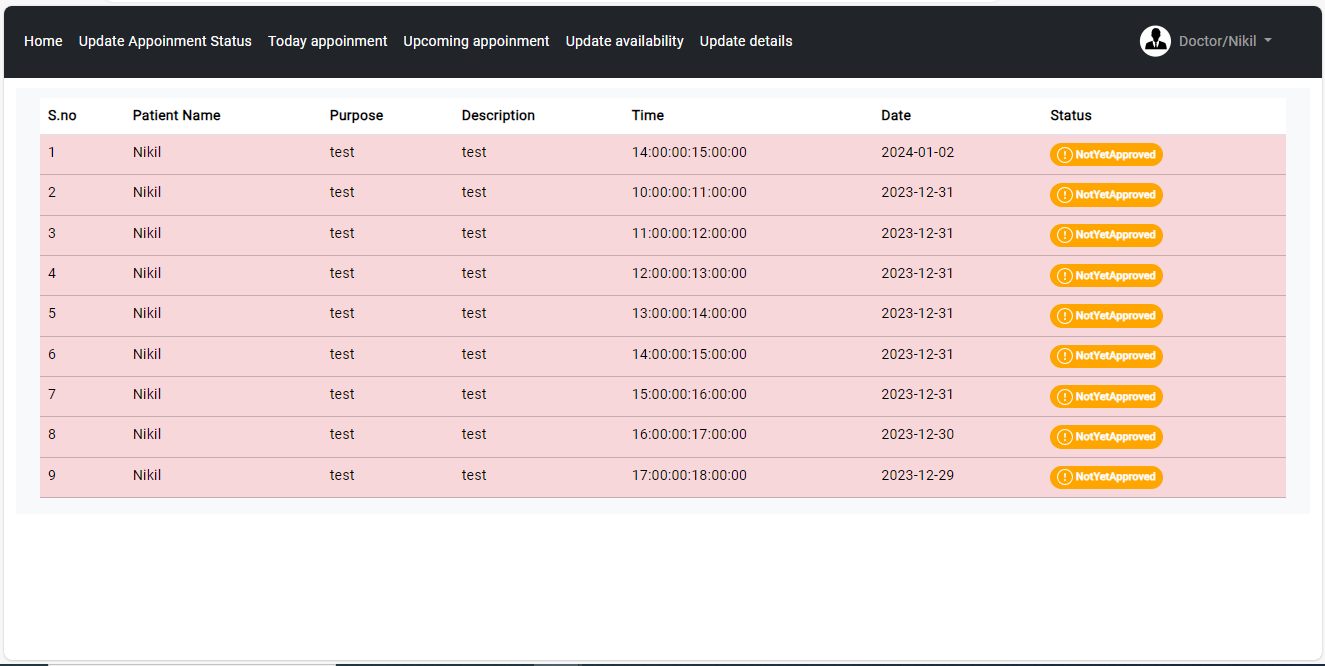 Home Update Appoinment Status Today appoinment Upcoming appoinment Update availability Update details Doctor/Nikil
S.no Patient Name Purpose Description Time Date Status
1 Nikil test test 14:00:00:15:00:00 2024-01-02 NotYetApproved
2 Nikil test test 10:00:00:11:00:00 2023-12-31 NotYetApproved
3 Nikil test test 11:00:00:12:00:00 2023-12-31 NotYetApproved
4 Nikil test test 12:00:00:13:00:00 2023-12-31 NotYetApproved
5 Nikil test test 13:00:00:14:00:00 2023-12-31 NotYetApproved
6 Nikil test test 14:00:00:15:00:00 2023-12-31 NotYetApproved
7 Nikil test test 15:00:00:16:00:00 2023-12-31 NotYetApproved
8 Nikil test test 16:00:00:17:00:00 2023-12-30 NotYetApproved
9 Nikil test test 17:00:00:18:00:00 2023-12-29 NotYetApproved